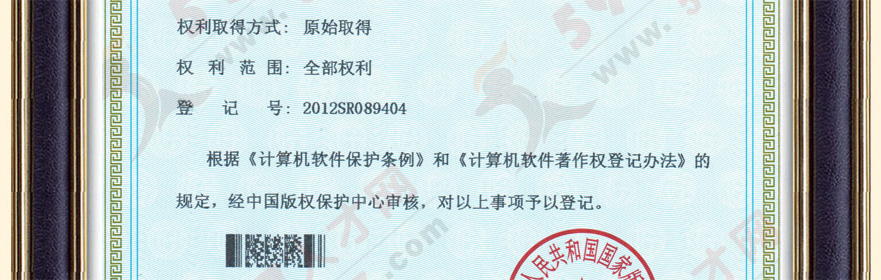 权利取得方式： 原始取得
权 利 范 围： 全部权利
登 记 号： 2012SR089404
根据《计算机软件保护条例》和《计算机软件著作权登记办法》的
规定，经中国版权保护中心审核，对以上事项予以登记。
人民共和国国家版